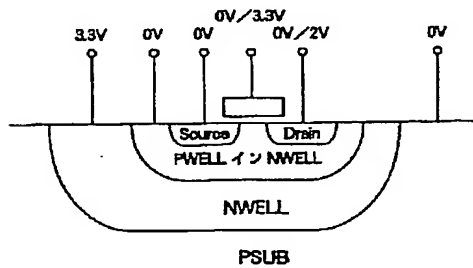 0V/3.3V
3.3V 0V 0V 0V/2V 0V
Source Drain
PWELL イン NWELL
NWELL
PSUB